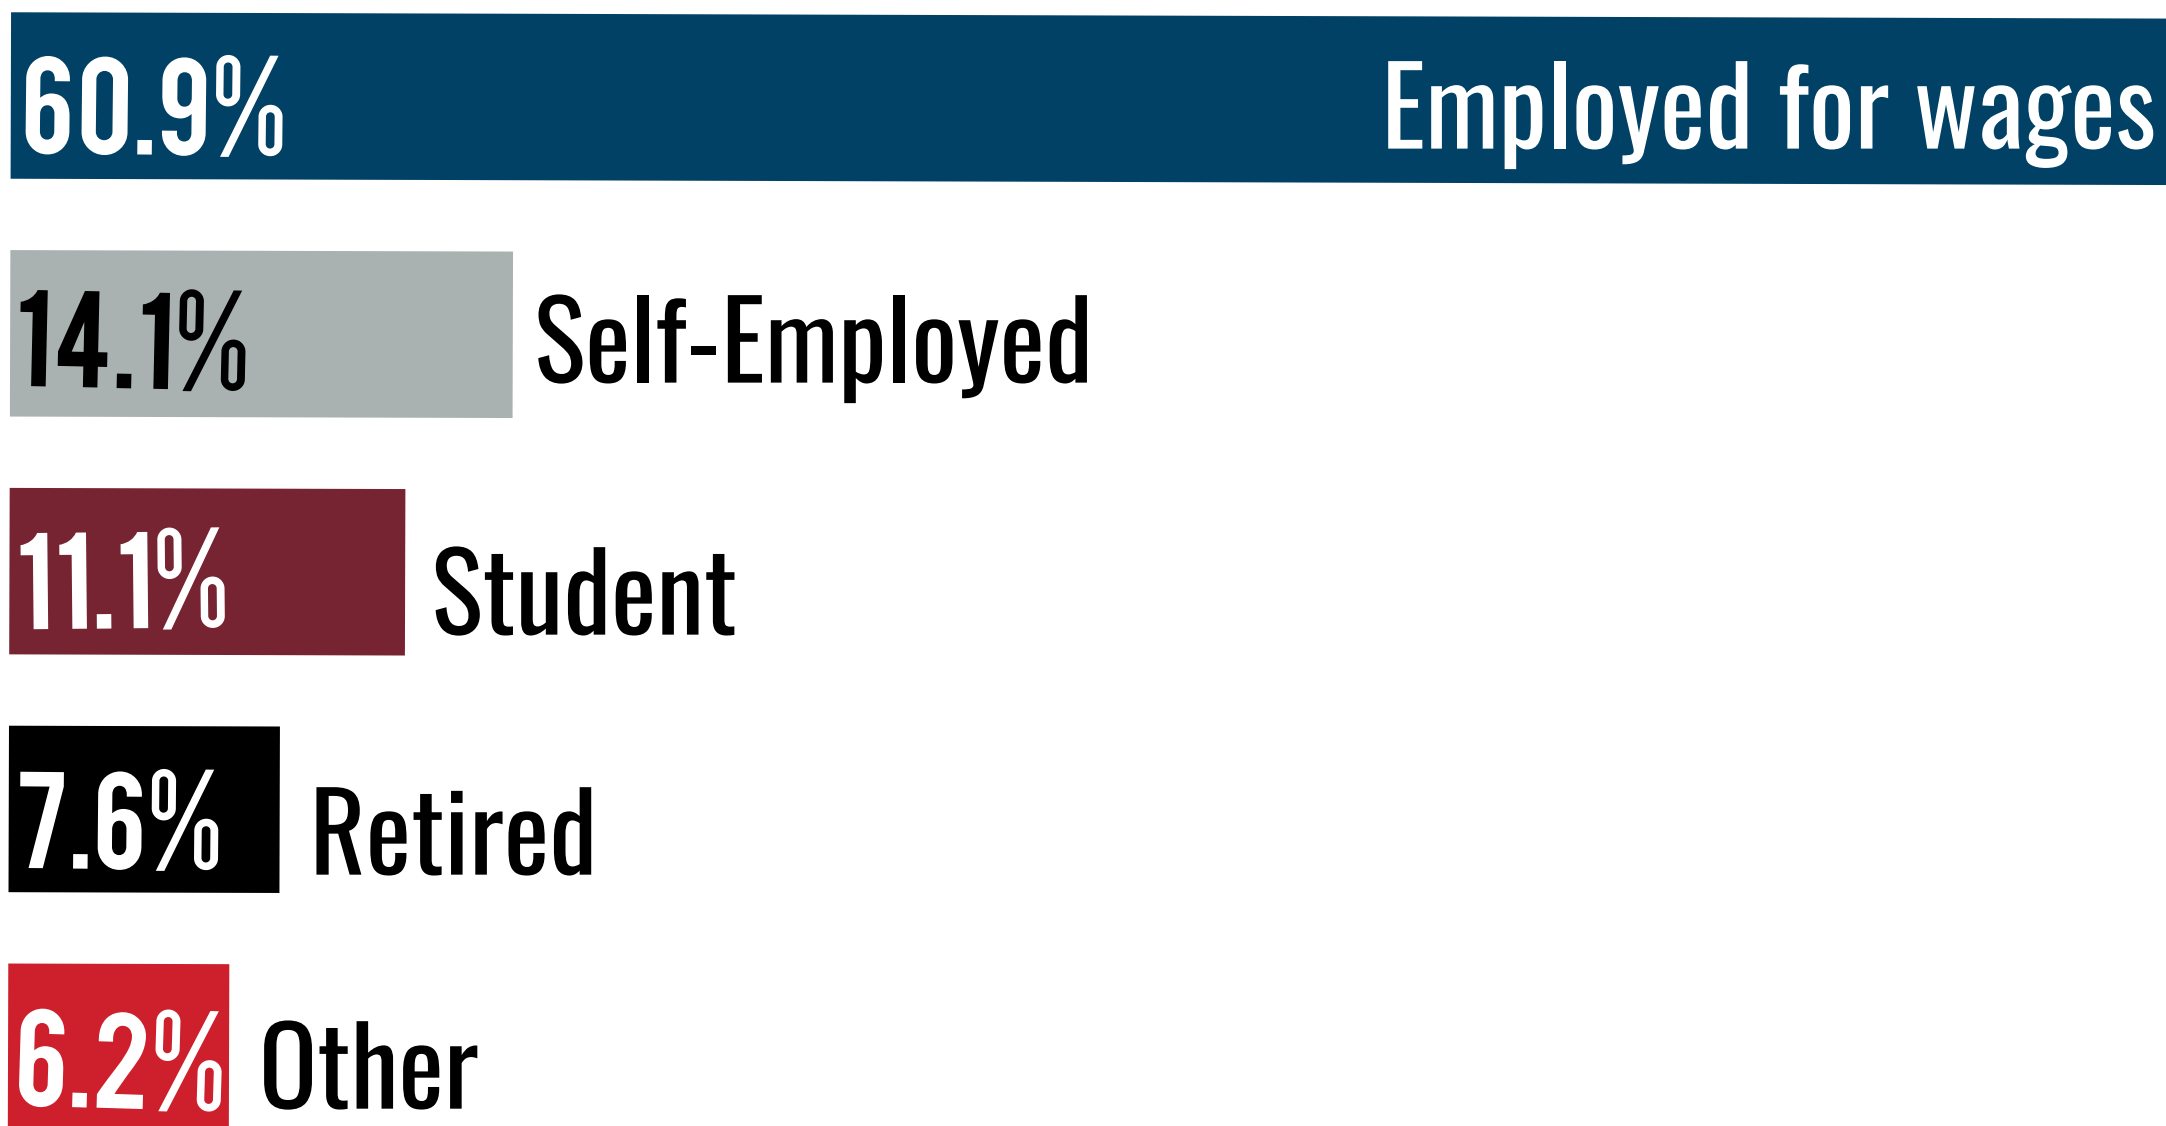 60.9% Employed for wages
14.1% Self-Employed
11.1% Student
7.6% Retired
6.2% Other